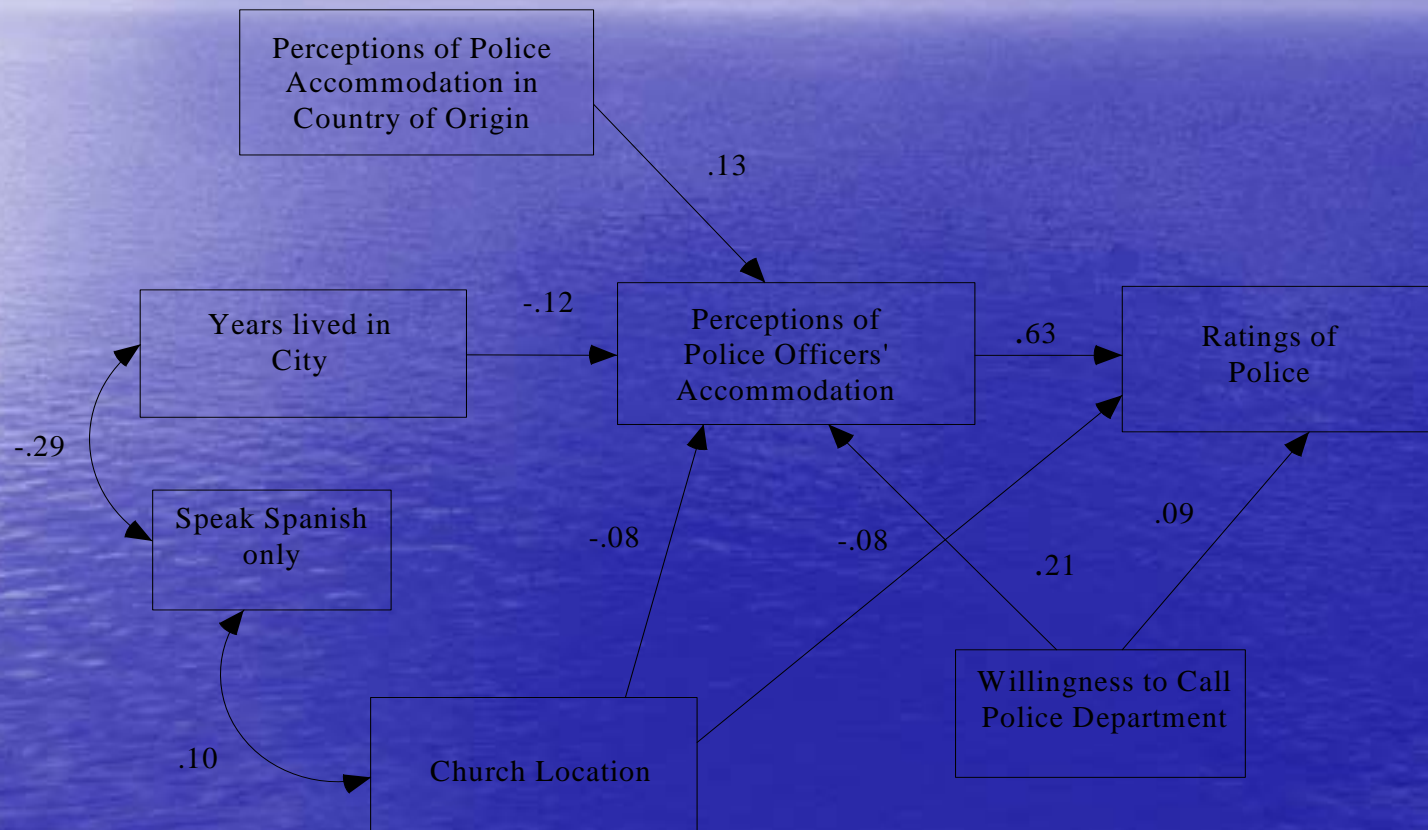 Perceptions of Police
Accommodation in
Country of Origin
.13
Years lived in
City
-.12
Perceptions of
Police Officers'
Accommodation
.63
Ratings of
Police
-.29
Speak Spanish
only
-.08
-.08
.21
.09
.10
Church Location
Willingness to Call
Police Department